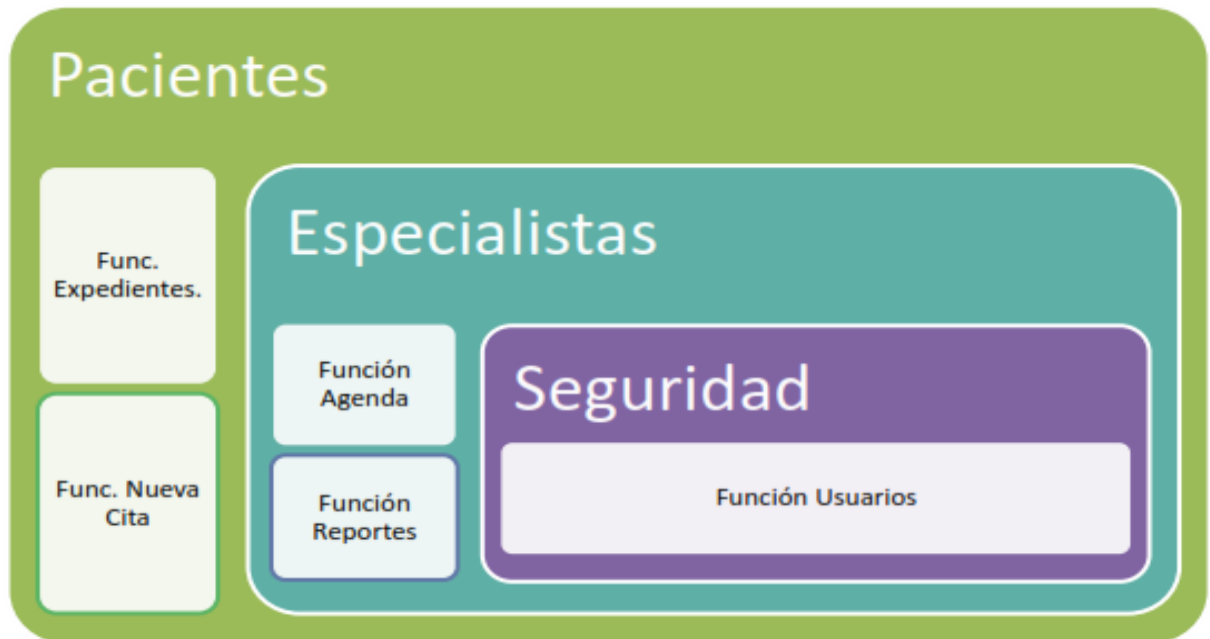 Pacientes
Func.
Expedientes.
Func. Nueva
Cita
Especialistas
Función
Agenda
Función
Reportes
Seguridad
Función Usuarios